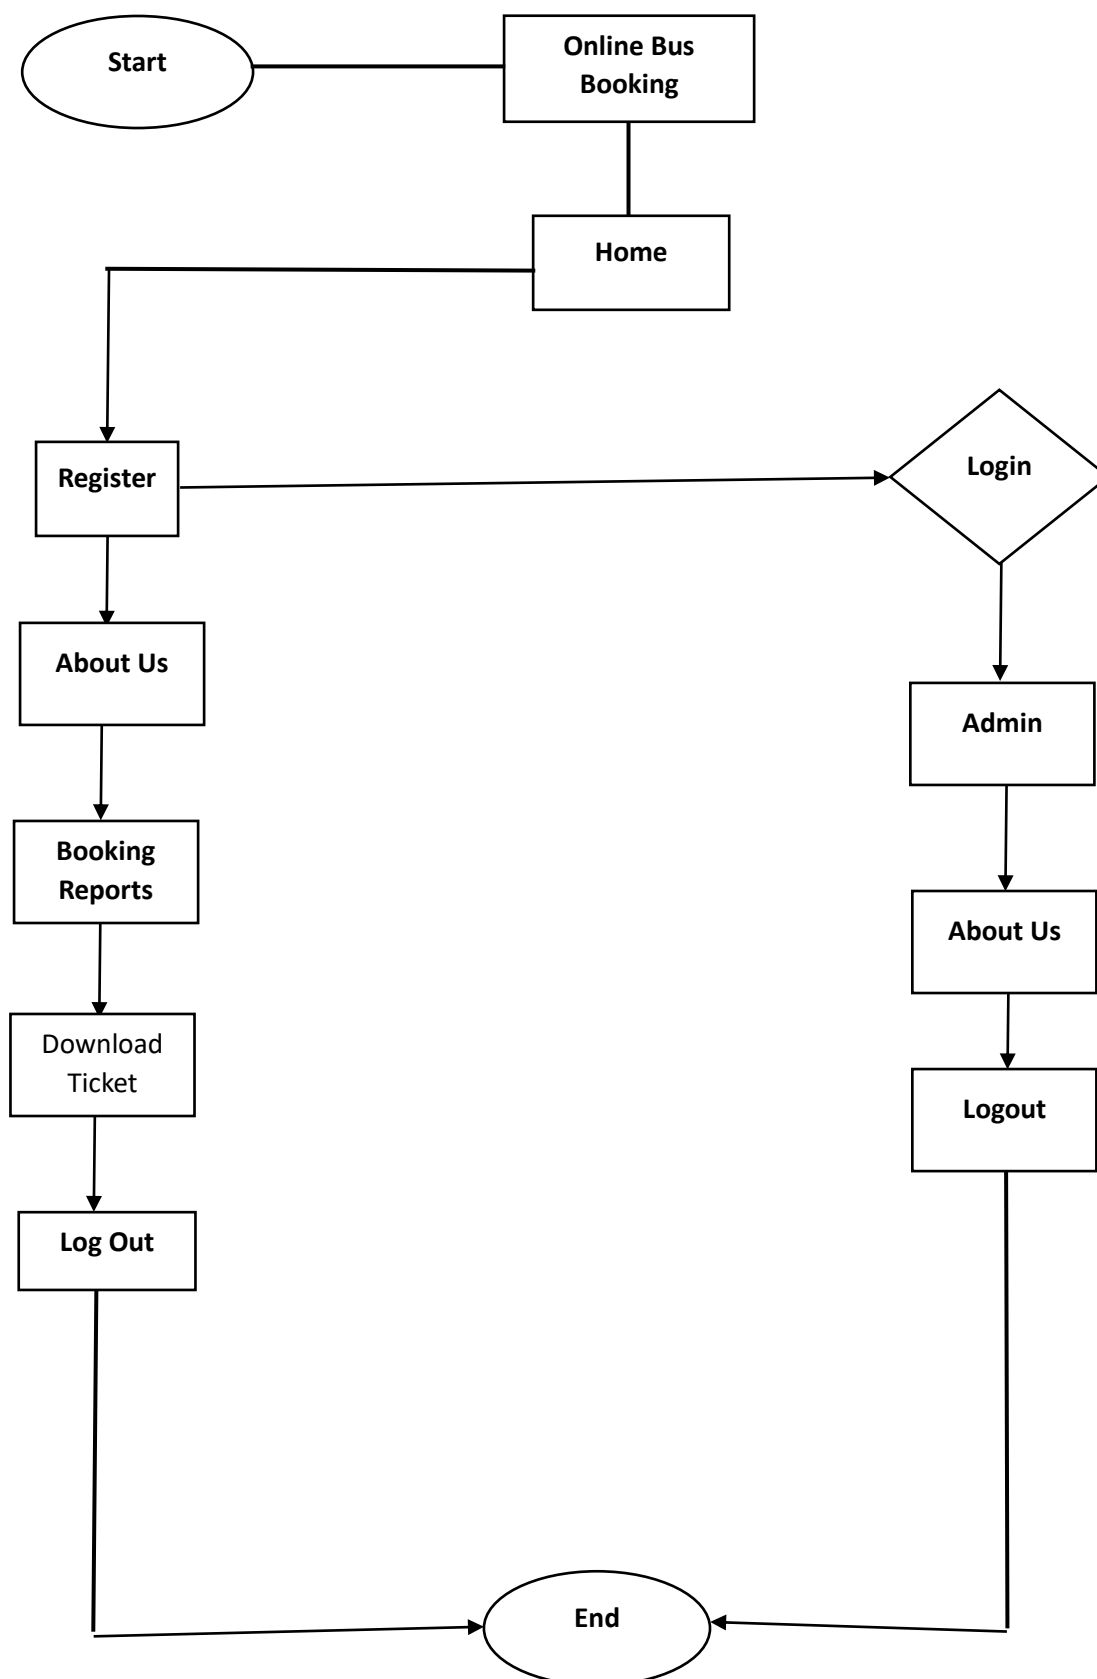 Start
Online Bus
Booking
Home
Register
Login
About Us
Admin
Booking
Reports
About Us
Download
Ticket
Logout
Log Out
End